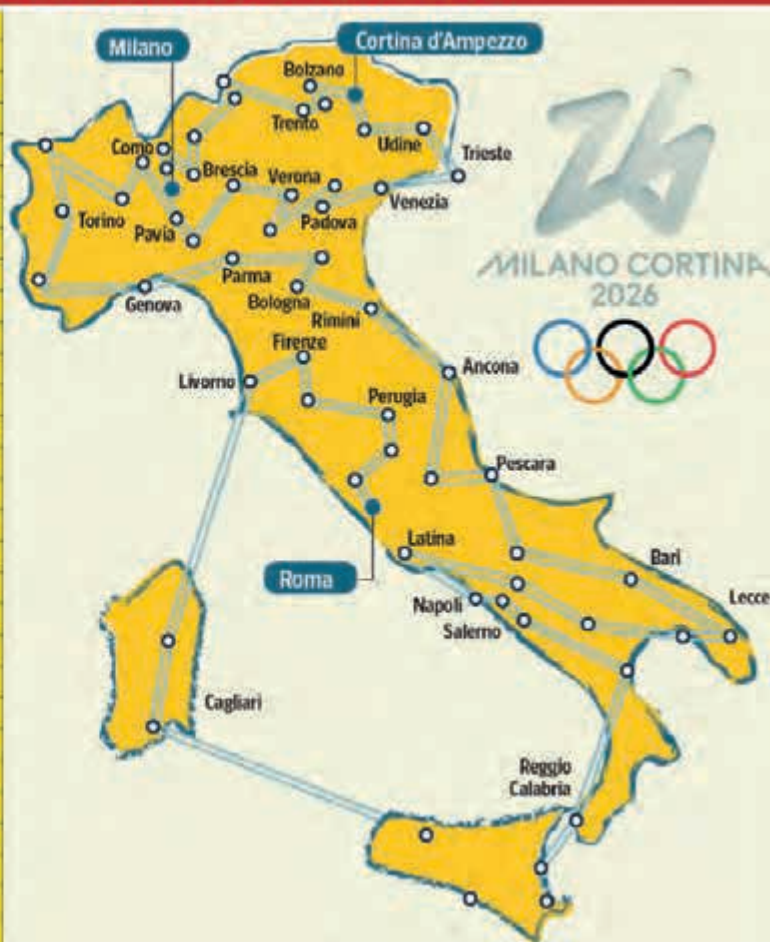 Milano
Cortina d'Ampezzo
Bolzano
Trento
Como
Udine
Trieste
Brescia
Verona
Torino
Pavia
Padova
Venezia
26
MILANO CORTINA
2026
Parma
Genova
Bologna
Rimini
Firenze
Livorno
Ancona
Perugia
Pescara
Latina
Roma
Bari
Napoli
Lecce
Salerno
Cagliari
Reggio
Calabria